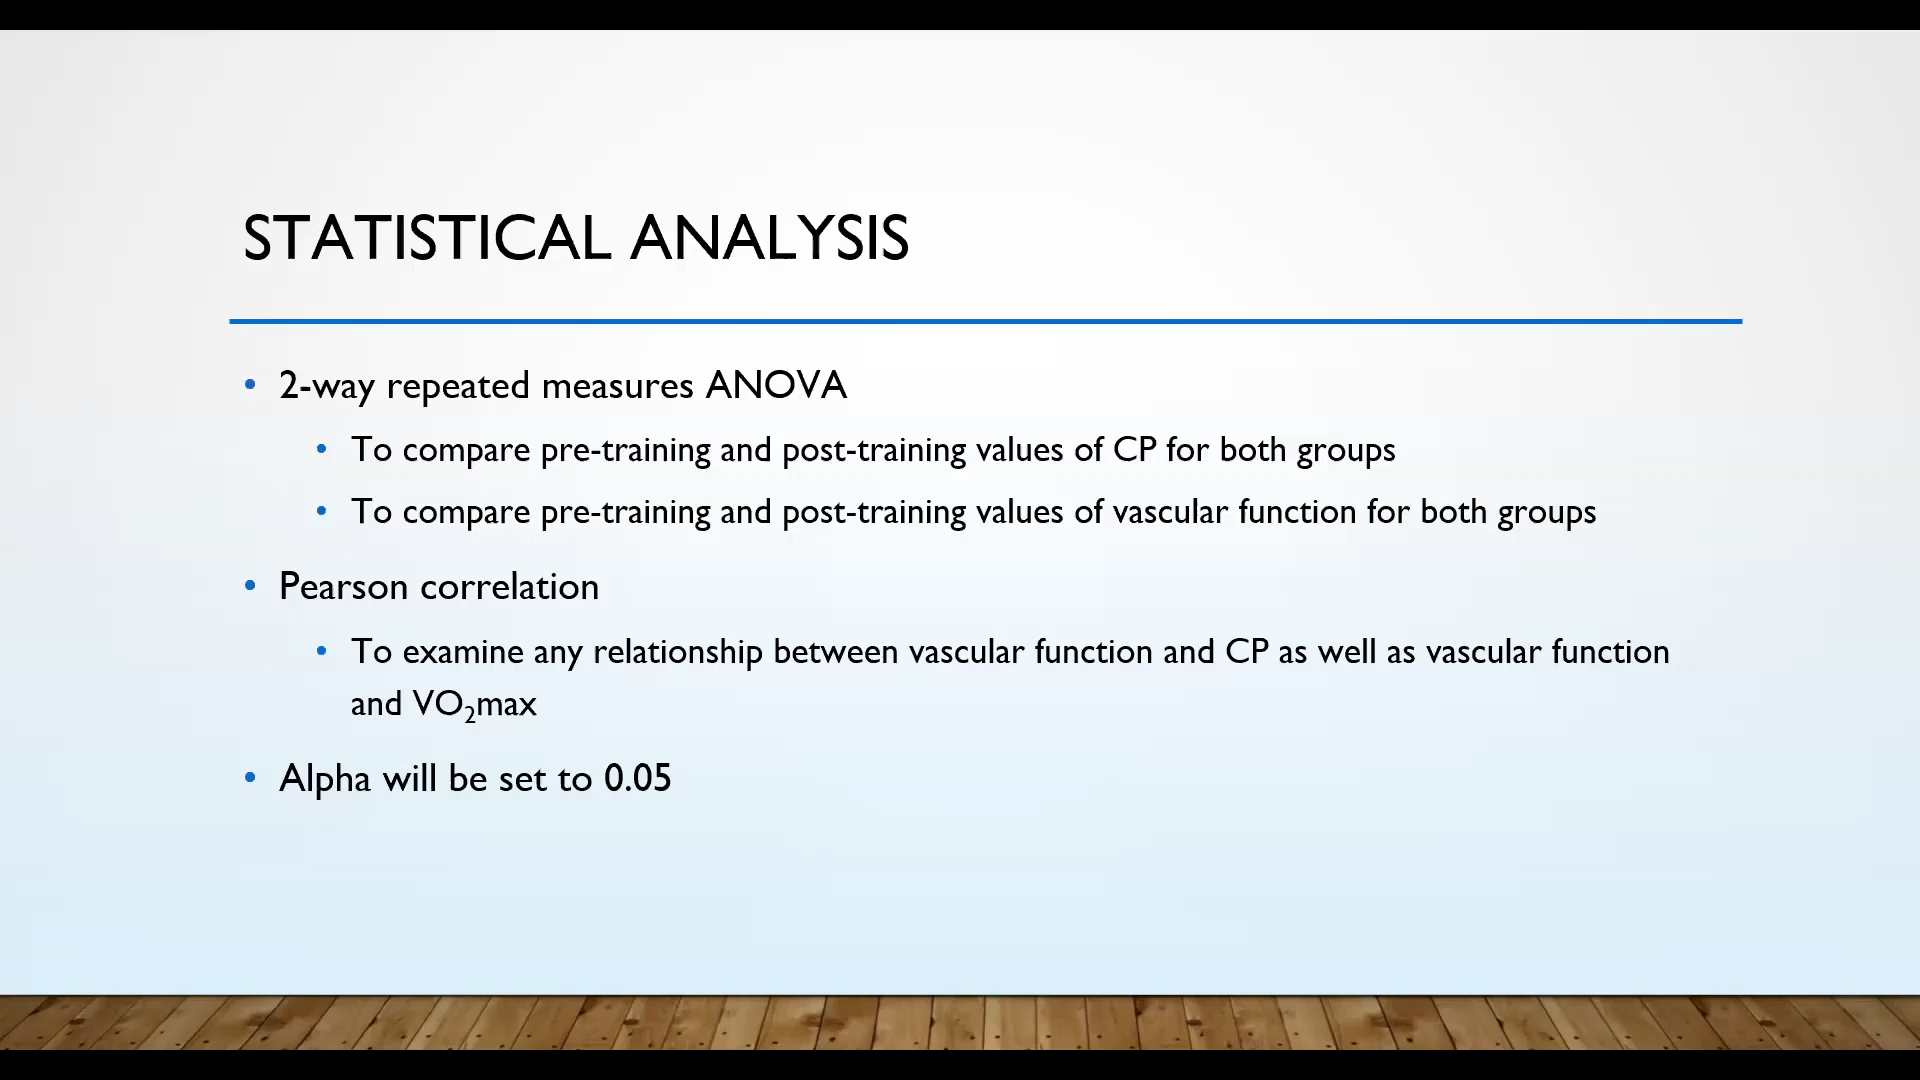 STATISTICAL ANALYSIS
• 2-way repeated measures ANOVA
• To compare pre-training and post-training values of CP for both groups
• To compare pre-training and post-training values of vascular function for both groups
• Pearson correlation
• To examine any relationship between vascular function and CP as well as vascular function
and VO₂max
• Alpha will be set to 0.05